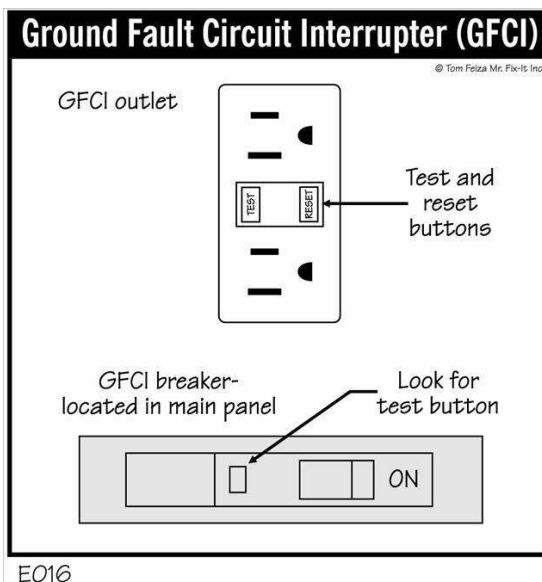 Ground Fault Circuit Interrupter (GFCI)
© Tom Feiza Mr. Fix-It Inc
GFCI outlet
TEST
RESET
Test and
reset
buttons
GFCI breaker-
located in main panel
Look for
test button
ON
E016